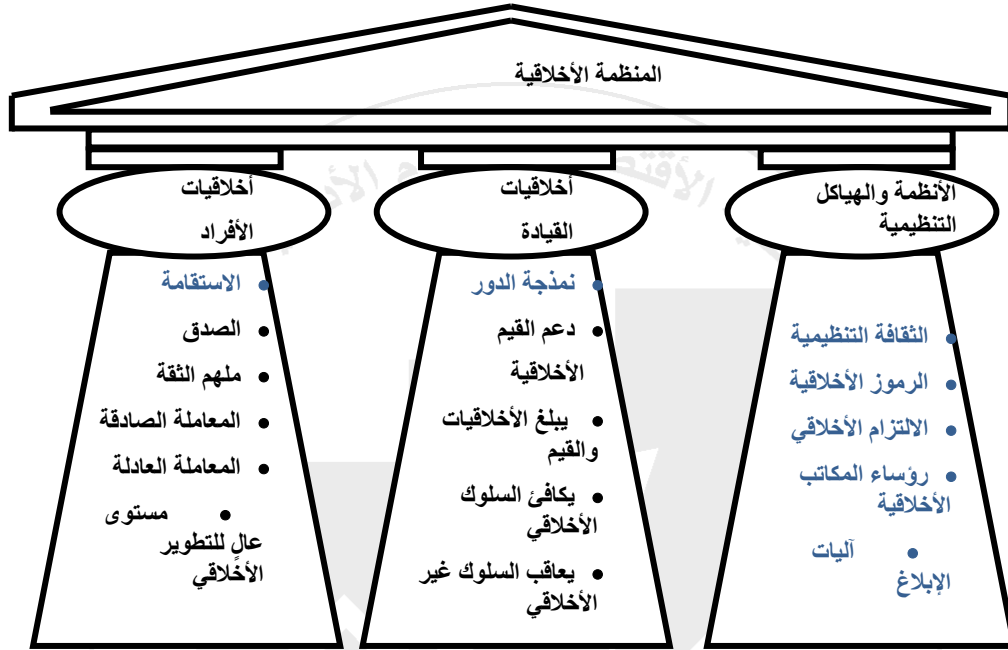 المنظمة الأخلاقية
الأنظمة والهياكل
التنظيمية
• الثقافة التنظيمية
• الرموز الأخلاقية
• الالتزام الأخلاقي
• رؤساء المكاتب
الأخلاقية
• آليات
الإبلاغ
أخلاقيات
القيادة
• نمذجة الدور
• دعم القيم
الأخلاقية
• يبلغ الأخلاقيات
والقيم
• يكافئ السلوك
الأخلاقي
• يعاقب السلوك غير
الأخلاقي
أخلاقيات
الأفراد
• الاستقامة
• الصدق
• ملهم الثقة
• المعاملة الصادقة
• المعاملة العادلة
• مستوى
عالٍ للتطوير
الأخلاقي